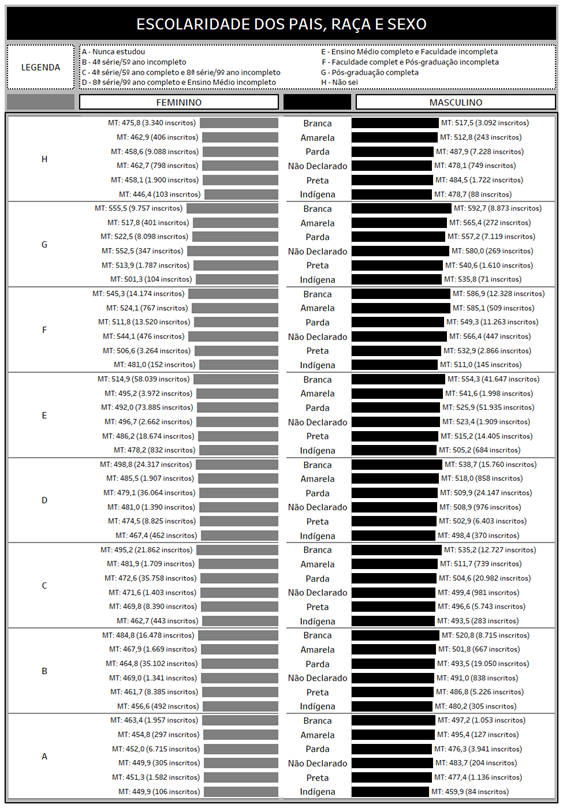 ESCOLARIDADE DOS PAIS, RAÇA E SEXO
LEGENDA
A - Nunca estudou
B - 4ª série/5º ano incompleto
C - 4ª série/5º ano completo e 8ª série/9º ano incompleto
D - 8ª série/9º ano completo e Ensino Médio incompleto
E - Ensino Médio completo e Faculdade incompleta
F - Faculdade complet e Pós-graduação incompleta
G - Pós-graduação completa
H - Não sei
FEMININO MASCULINO
H
MT: 475,8 (3.340 inscritos) Branca MT: 517,5 (3.092 inscritos)
MT: 462,9 (406 inscritos) Amarela MT: 512,8 (243 inscritos)
MT: 458,6 (9.088 inscritos) Parda MT: 487,9 (7.228 inscritos)
MT: 462,7 (798 inscritos) Não Declarado MT: 478,1 (749 inscritos)
MT: 458,1 (1.900 inscritos) Preta MT: 484,5 (1.722 inscritos)
MT: 446,4 (103 inscritos) Indígena MT: 478,7 (88 inscritos)
G
MT: 555,5 (9.757 inscritos) Branca MT: 592,7 (8.873 inscritos)
MT: 517,8 (401 inscritos) Amarela MT: 565,4 (272 inscritos)
MT: 522,5 (8.098 inscritos) Parda MT: 557,2 (7.119 inscritos)
MT: 552,5 (347 inscritos) Não Declarado MT: 580,0 (269 inscritos)
MT: 513,9 (1.787 inscritos) Preta MT: 540,6 (1.610 inscritos)
MT: 501,3 (104 inscritos) Indígena MT: 535,8 (71 inscritos)
F
MT: 545,3 (14.174 inscritos) Branca MT: 586,9 (12.328 inscritos)
MT: 524,1 (767 inscritos) Amarela MT: 585,1 (509 inscritos)
MT: 511,8 (13.520 inscritos) Parda MT: 549,3 (11.263 inscritos)
MT: 544,1 (476 inscritos) Não Declarado MT: 566,4 (447 inscritos)
MT: 506,6 (3.264 inscritos) Preta MT: 532,9 (2.866 inscritos)
MT: 481,0 (152 inscritos) Indígena MT: 511,0 (145 inscritos)
E
MT: 514,9 (58.039 inscritos) Branca MT: 554,3 (41.647 inscritos)
MT: 495,2 (3.972 inscritos) Amarela MT: 541,6 (1.998 inscritos)
MT: 492,0 (73.885 inscritos) Parda MT: 525,9 (51.935 inscritos)
MT: 496,7 (2.662 inscritos) Não Declarado MT: 523,4 (1.909 inscritos)
MT: 486,2 (18.674 inscritos) Preta MT: 515,2 (14.405 inscritos)
MT: 478,2 (832 inscritos) Indígena MT: 505,2 (684 inscritos)
D
MT: 498,8 (24.317 inscritos) Branca MT: 538,7 (15.760 inscritos)
MT: 485,5 (1.907 inscritos) Amarela MT: 518,0 (858 inscritos)
MT: 479,1 (36.064 inscritos) Parda MT: 509,9 (24.147 inscritos)
MT: 481,0 (1.390 inscritos) Não Declarado MT: 508,9 (976 inscritos)
MT: 474,5 (8.825 inscritos) Preta MT: 502,9 (6.403 inscritos)
MT: 467,4 (462 inscritos) Indígena MT: 498,4 (370 inscritos)
C
MT: 495,2 (21.862 inscritos) Branca MT: 535,2 (12.727 inscritos)
MT: 481,9 (1.709 inscritos) Amarela MT: 511,7 (739 inscritos)
MT: 472,6 (35.758 inscritos) Parda MT: 504,6 (20.982 inscritos)
MT: 471,6 (1.403 inscritos) Não Declarado MT: 499,4 (981 inscritos)
MT: 469,8 (8.390 inscritos) Preta MT: 496,6 (5.743 inscritos)
MT: 462,7 (443 inscritos) Indígena MT: 493,5 (283 inscritos)
B
MT: 484,8 (16.478 inscritos) Branca MT: 520,8 (8.715 inscritos)
MT: 467,9 (1.669 inscritos) Amarela MT: 501,8 (667 inscritos)
MT: 464,8 (35.102 inscritos) Parda MT: 493,5 (19.050 inscritos)
MT: 469,0 (1.341 inscritos) Não Declarado MT: 491,0 (838 inscritos)
MT: 461,7 (8.385 inscritos) Preta MT: 486,8 (5.226 inscritos)
MT: 456,6 (492 inscritos) Indígena MT: 480,2 (305 inscritos)
A
MT: 463,4 (1.957 inscritos) Branca MT: 497,2 (1.053 inscritos)
MT: 454,8 (297 inscritos) Amarela MT: 495,4 (127 inscritos)
MT: 452,0 (6.715 inscritos) Parda MT: 476,3 (3.941 inscritos)
MT: 449,9 (305 inscritos) Não Declarado MT: 483,7 (204 inscritos)
MT: 451,3 (1.582 inscritos) Preta MT: 477,4 (1.136 inscritos)
MT: 449,9 (106 inscritos) Indígena MT: 459,9 (84 inscritos)